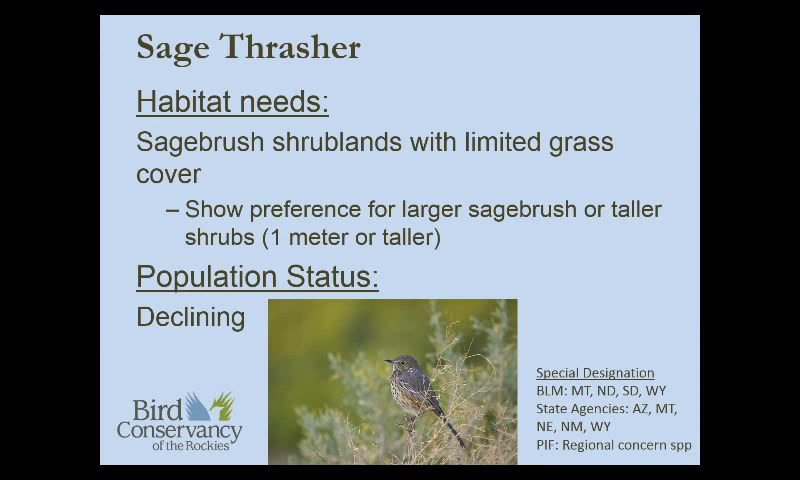 Sage Thrasher
Habitat needs:
Sagebrush shrublands with limited grass
cover
– Show preference for larger sagebrush or taller
shrubs (1 meter or taller)
Population Status:
Declining
Special Designation
BLM: MT, ND, SD, WY
State Agencies: AZ, MT,
NE, NM, WY
PIF: Regional concern spp
Bird
Conservancy
of the Rockies